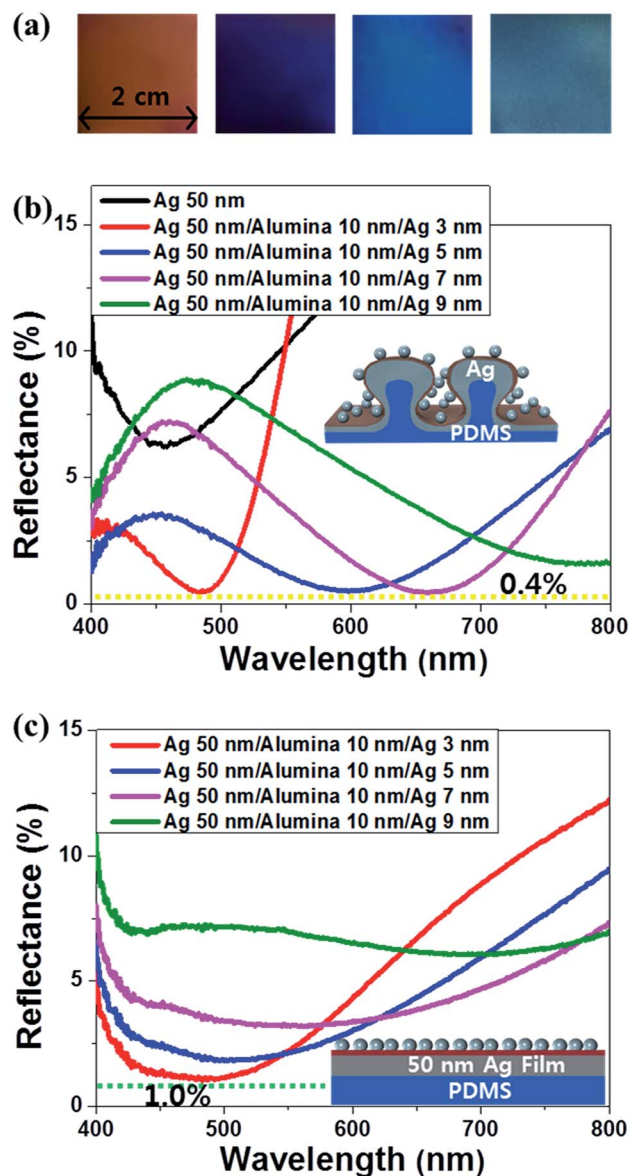 (a)
2 cm
(b)
15
10
5
0
Reflectance (%)
Ag 50 nm
Ag 50 nm/Alumina 10 nm/Ag 3 nm
Ag 50 nm/Alumina 10 nm/Ag 5 nm
Ag 50 nm/Alumina 10 nm/Ag 7 nm
Ag 50 nm/Alumina 10 nm/Ag 9 nm
Ag
PDMS
0.4%
400 500 600 700 800
Wavelength (nm)
(c)
15
10
5
0
Reflectance (%)
Ag 50 nm/Alumina 10 nm/Ag 3 nm
Ag 50 nm/Alumina 10 nm/Ag 5 nm
Ag 50 nm/Alumina 10 nm/Ag 7 nm
Ag 50 nm/Alumina 10 nm/Ag 9 nm
50 nm Ag Film
PDMS
1.0%
400 500 600 700 800
Wavelength (nm)